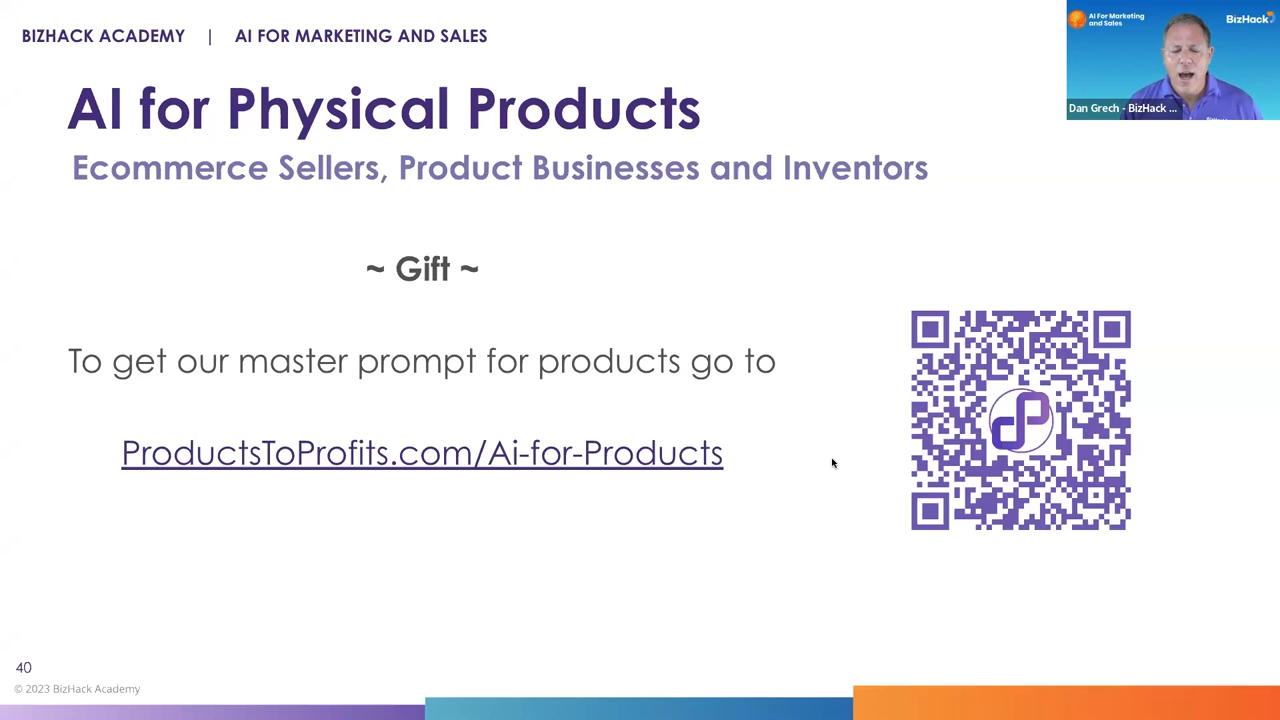 BIZHACK ACADEMY | AI FOR MARKETING AND SALES
AI For Marketing
and Sales
BizHack
Dan Grech - BizHack ...
AI for Physical Products
Ecommerce Sellers, Product Businesses and Inventors
~ Gift ~
To get our master prompt for products go to
ProductsToProfits.com/Ai-for-Products
40
© 2023 BizHack Academy